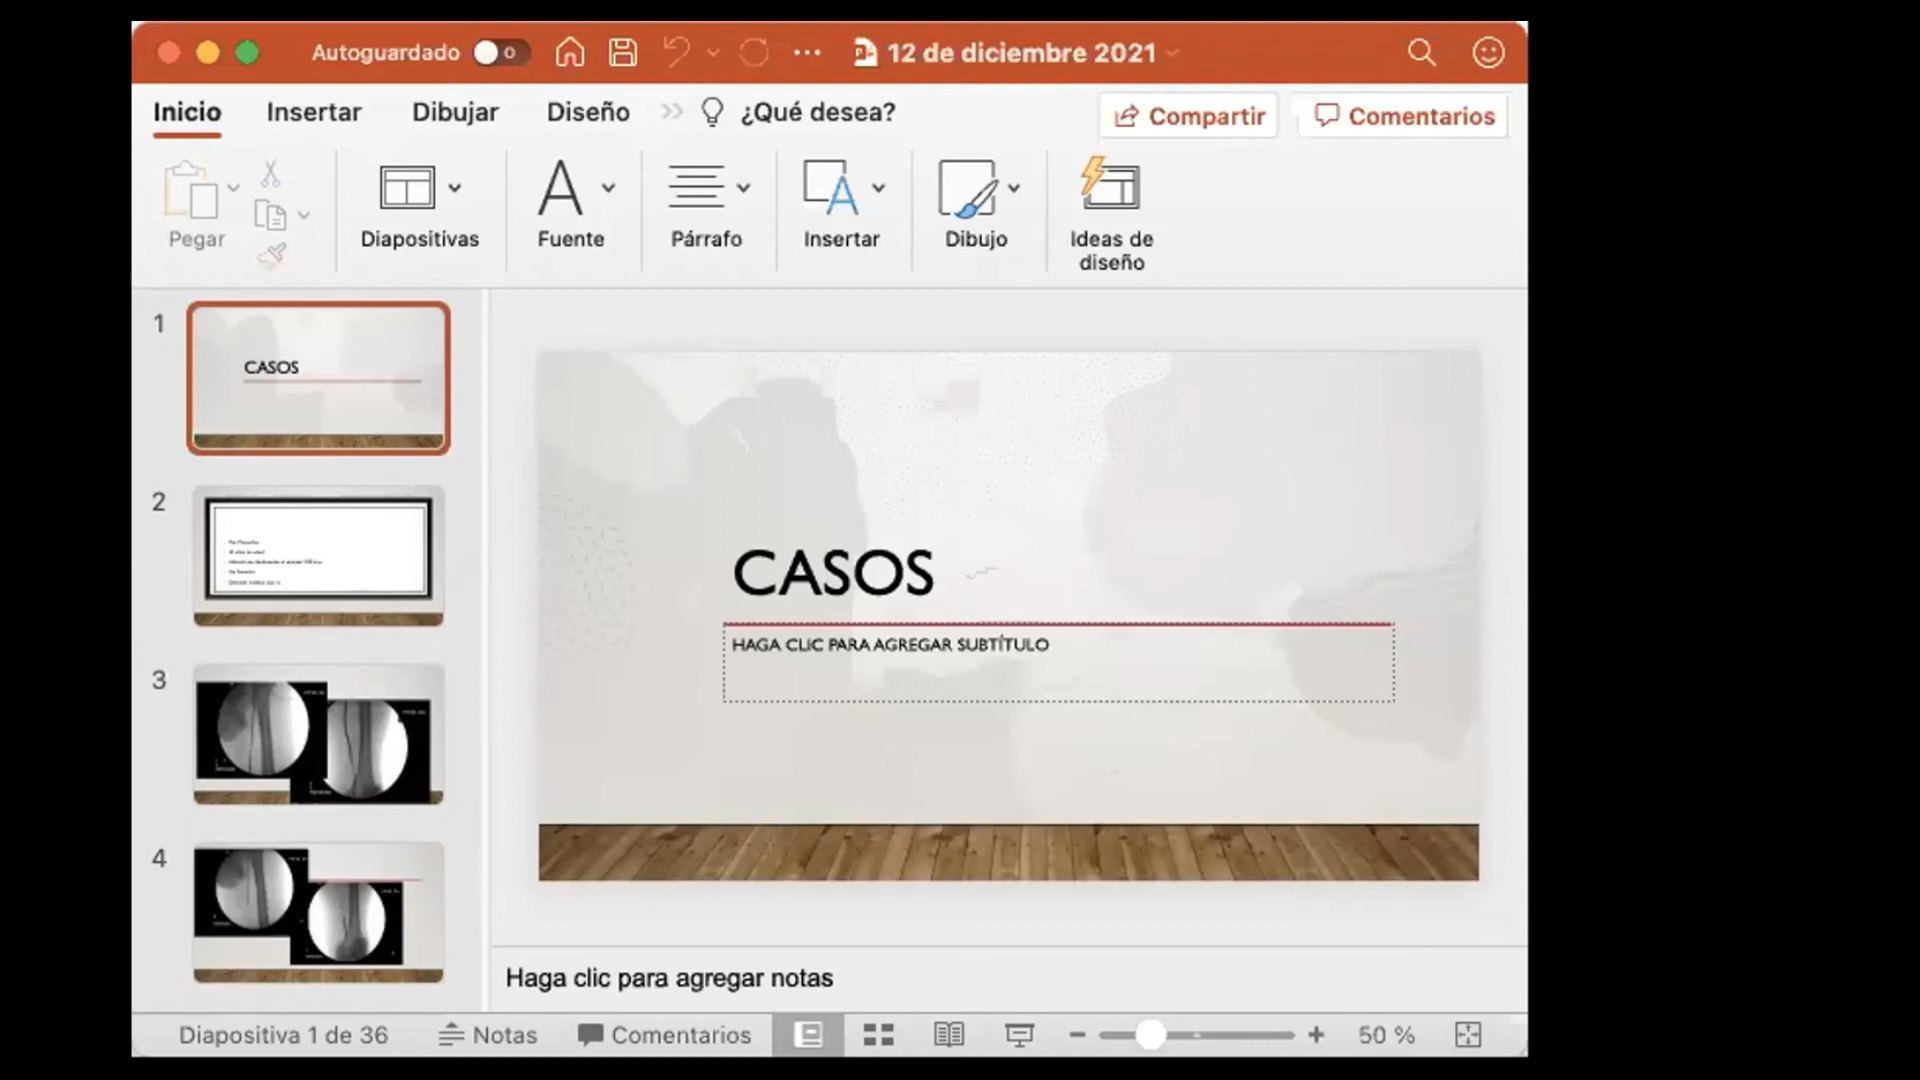 Autoguardado
12 de diciembre 2021
Inicio Insertar Dibujar Diseño ¿Qué desea? Compartir Comentarios
Pegar Diapositivas Fuente Párrafo Insertar Dibujo Ideas de
diseño
1
CASOS
2
3
4
CASOS
HAGA CLIC PARA AGREGAR SUBTÍTULO
Haga clic para agregar notas
Diapositiva 1 de 36 Notas Comentarios 50 %